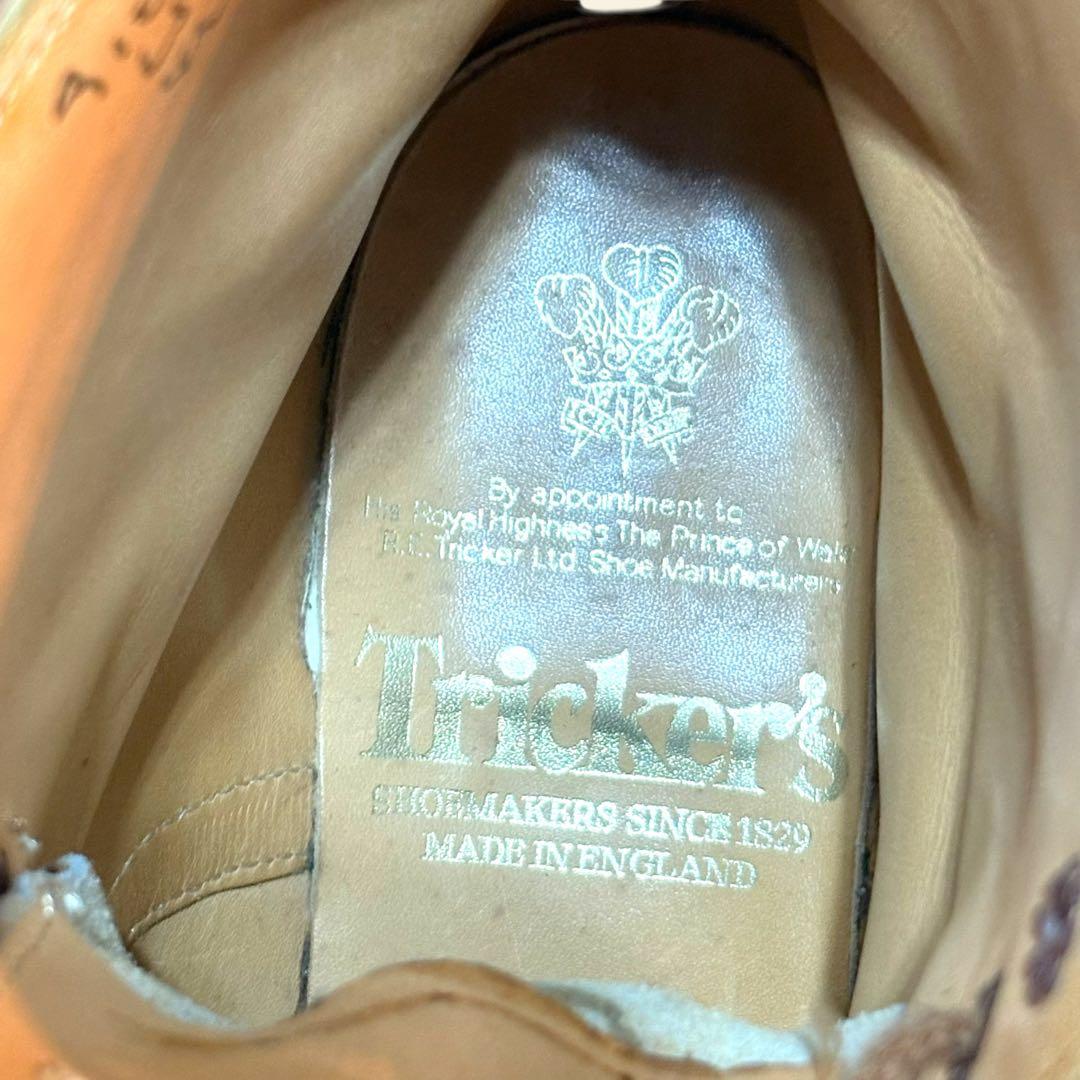 By appointment to
His Royal Highness The Prince of Wales
R.E. Tricker Ltd Shoe Manufacturers
Tricker's
SHOEMAKERS SINCE 1829
MADE IN ENGLAND